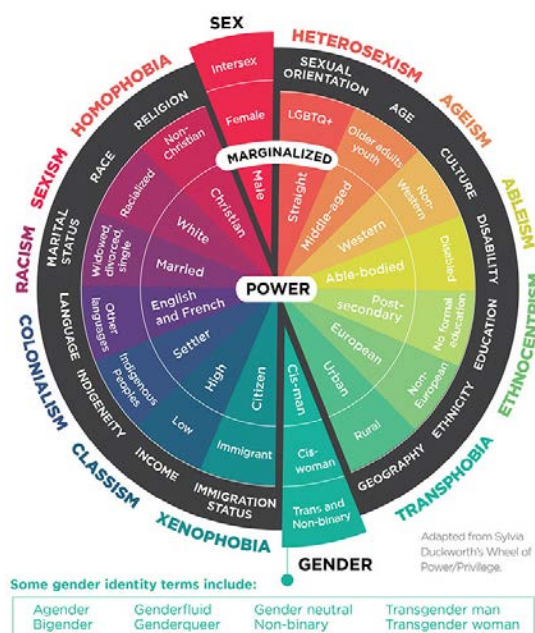 SEX
Intersex
Female
Male
HETEROSEXISM
SEXUAL
ORIENTATION
LGBTQ+
Straight
AGEISM
AGE
Older adults
youth
Middle-aged
CULTURE
Non-
Western
Western
ABLEISM
DISABILITY
Disabled
Able-bodied
EDUCATION
No formal
education
Post-
secondary
ETHNOCENTRISM
ETHNICITY
Non-
European
European
GEOGRAPHY
Rural
Urban
TRANSPHOBIA
Cis-man
Cis-
woman
Trans and
Non-binary
GENDER
XENOPHOBIA
IMMIGRATION
STATUS
Immigrant
Citizen
CLASSISM
INCOME
Low
High
COLONIALISM
INDIGENEITY
Indigenous
Peoples
Settler
LANGUAGE
Other
languages
English
and French
RACISM
MARITAL
STATUS
Widowed,
divorced,
single
Married
SEXISM
RACE
Racialized
White
HOMOPHOBIA
RELIGION
Non-
Christian
Christian
MARGINALIZED
POWER
Adapted from Sylvia
Duckworth's Wheel of
Power/Privilege.
Some gender identity terms include:
Agender Genderfluid Gender neutral Transgender man
Bigender Genderqueer Non-binary Transgender woman